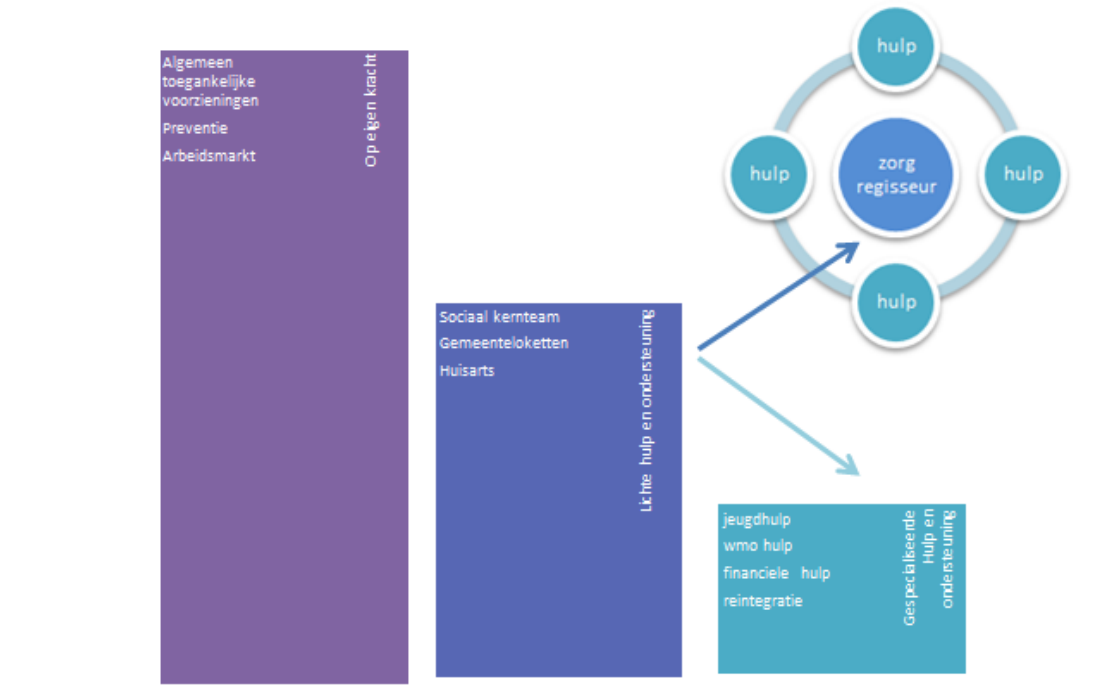 Algemeen
toegankelijke
voorzieningen
Preventie
Arbeidsmarkt
Op eigen kracht
Sociaal kernteam
Gemeenteloketten
Huisarts
Lichte hulp en ondersteuning
hulp
hulp
zorg
regisseur
hulp
hulp
jeugdhulp
wmo hulp
financiele hulp
reintegratie
Gespecialiseerde
Hulp en
ondersteuning